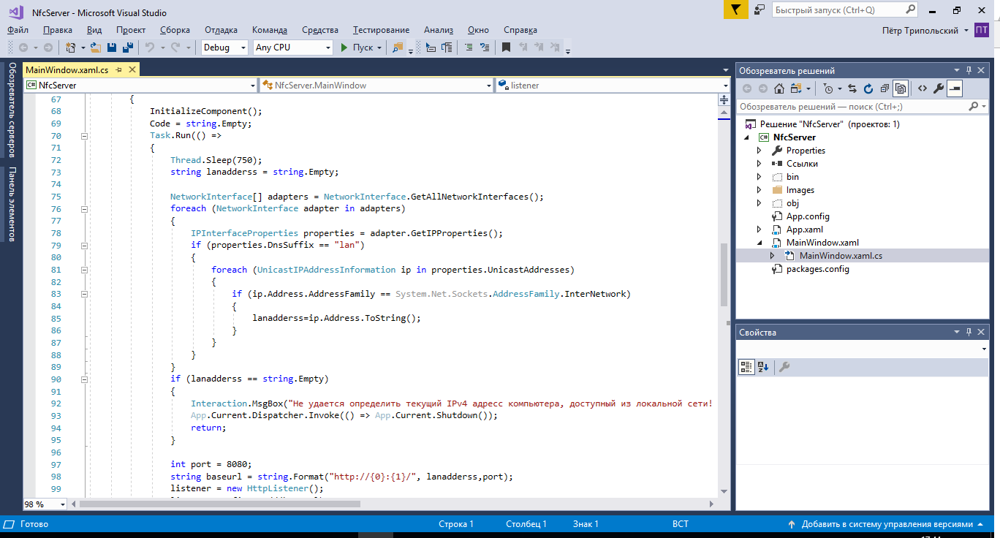 NfcServer - Microsoft Visual Studio
Быстрый запуск (Ctrl+Q)
Файл Правка Вид Проект Сборка Отладка Команда Средства Тестирование Анализ Окно Справка
Пётр Трипольский ПТ
Debug Any CPU Пуск
Обозреватель серверов
Панель элементов
MainWindow.xaml.cs
C# NfcServer NfcServer.MainWindow listener
67 {
68 InitializeComponent();
69 Code = string.Empty;
70 Task.Run(() =>
71 {
72 Thread.Sleep(750);
73 string lanadderss = string.Empty;
74
75 NetworkInterface[] adapters = NetworkInterface.GetAllNetworkInterfaces();
76 foreach (NetworkInterface adapter in adapters)
77 {
78 IPInterfaceProperties properties = adapter.GetIPProperties();
79 if (properties.DnsSuffix == "lan")
80 {
81 foreach (UnicastIPAddressInformation ip in properties.UnicastAddresses)
82 {
83 if (ip.Address.AddressFamily == System.Net.Sockets.AddressFamily.InterNetwork)
84 {
85 lanadderss=ip.Address.ToString();
86 }
87 }
88 }
89 }
90 if (lanadderss == string.Empty)
91 {
92 Interaction.MsgBox("Не удается определить текущий IPv4 адресс компьютера, доступный из локальной сети!
93 App.Current.Dispatcher.Invoke(() => App.Current.Shutdown());
94 return;
95 }
96
97 int port = 8080;
98 string baseurl = string.Format("http://{0}:{1}/", lanadderss,port);
99 listener = new HttpListener();
98 %
Обозреватель решений
Обозреватель решений — поиск (Ctrl+;)
Решение "NfcServer" (проектов: 1)
C# NfcServer
Properties
Ссылки
bin
Images
obj
App.config
App.xaml
MainWindow.xaml
MainWindow.xaml.cs
packages.config
Свойства
Готово Строка 1 Столбец 1 Знак 1 ВСТ Добавить в систему управления версиями